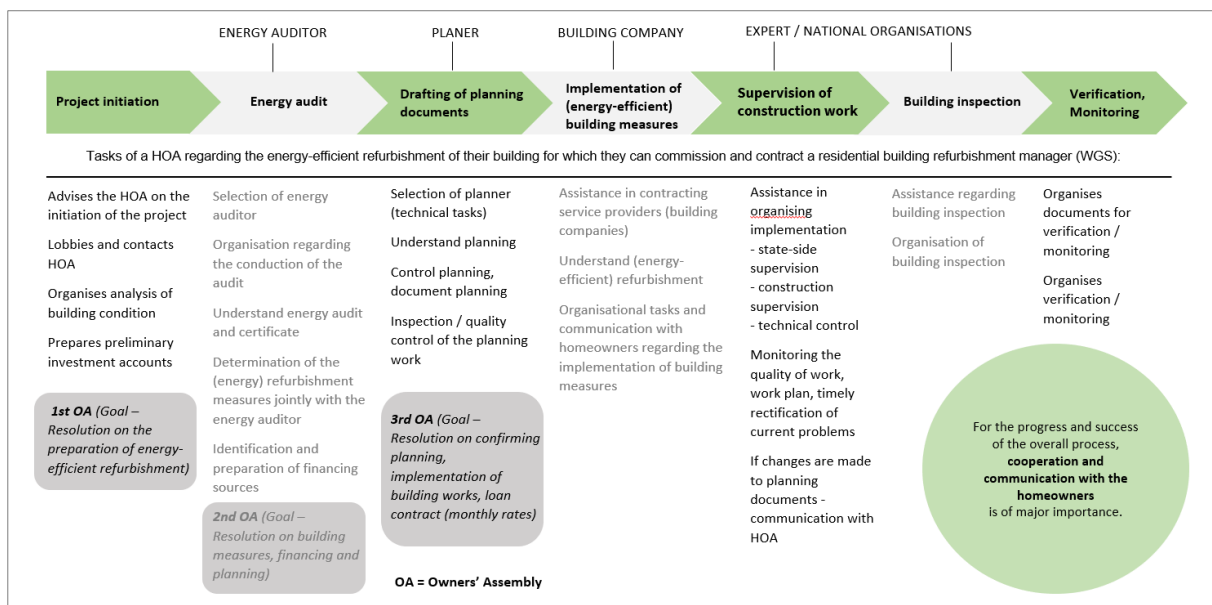 ENERGY AUDITOR
PLANER
BUILDING COMPANY
EXPERT / NATIONAL ORGANISATIONS
Project initiation
Energy audit
Drafting of planning
documents
Implementation of
(energy-efficient)
building measures
Supervision of
construction work
Building inspection
Verification,
Monitoring
Tasks of a HOA regarding the energy-efficient refurbishment of their building for which they can commission and contract a residential building refurbishment manager (WGS):
Advises the HOA on the
initiation of the project
Lobbies and contacts
HOA
Organises analysis of
building condition
Prepares preliminary
investment accounts
1st OA (Goal –
Resolution on the
preparation of energy-
efficient refurbishment)
Selection of energy
auditor
Organisation regarding
the conduction of the
audit
Understand energy audit
and certificate
Determination of the
(energy) refurbishment
measures jointly with the
energy auditor
Identification and
preparation of financing
sources
2nd OA (Goal –
Resolution on building
measures, financing and
planning)
Selection of planner
(technical tasks)
Understand planning
Control planning,
document planning
Inspection / quality
control of the planning
work
3rd OA (Goal –
Resolution on confirming
planning,
implementation of
building works, loan
contract (monthly rates)
OA = Owners’ Assembly
Assistance in contracting
service providers (building
companies)
Understand (energy-
efficient) refurbishment
Organisational tasks and
communication with
homeowners regarding the
implementation of building
measures
Assistance in
organising
implementation
- state-side
supervision
- construction
supervision
- technical control
Monitoring the
quality of work,
work plan, timely
rectification of
current problems
If changes are made
to planning
documents -
communication with
HOA
Assistance regarding
building inspection
Organisation of
building inspection
Organises
documents for
verification /
monitoring
Organises
verification /
monitoring
For the progress and success
of the overall process,
cooperation and
communication with the
homeowners
is of major importance.